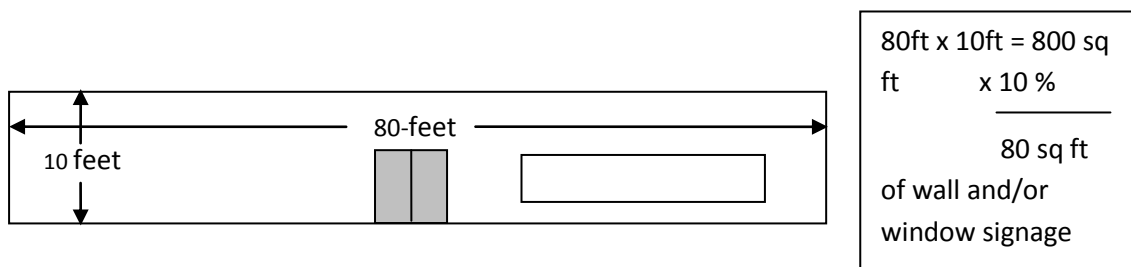 80-feet
10 feet
80ft x 10ft = 800 sq
ft x 10 %
80 sq ft
of wall and/or
window signage